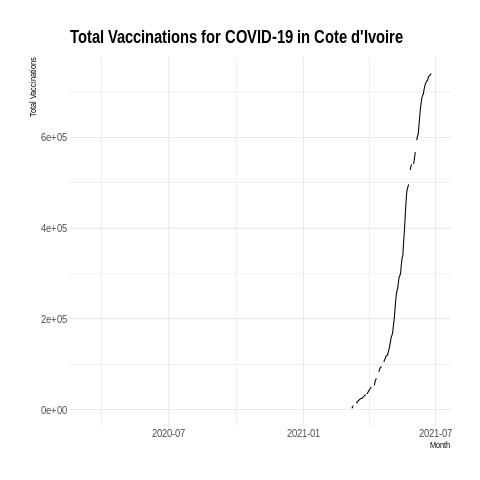 Total Vaccinations for COVID-19 in Cote d'Ivoire
Total Vaccinations
6e+05
4e+05
2e+05
0e+00
2020-07
2021-01
2021-07
Month